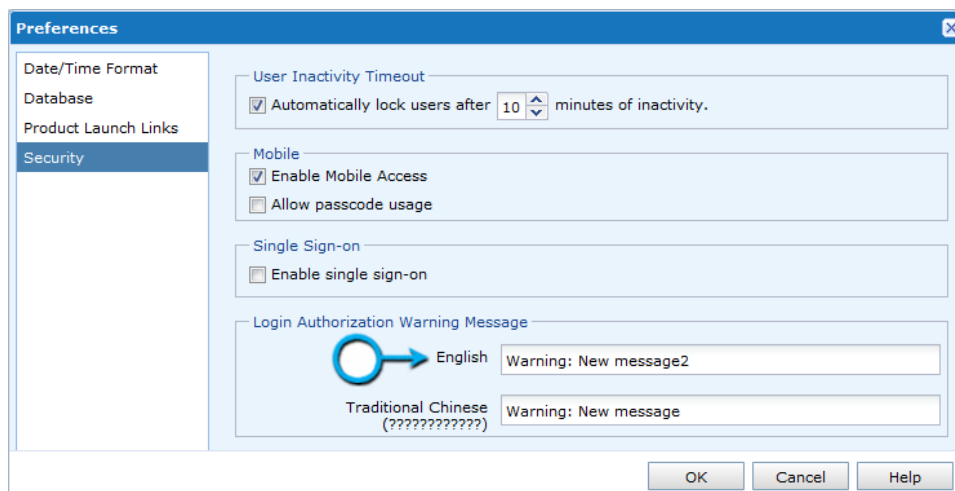 Preferences
Date/Time Format
Database
Product Launch Links
Security
User Inactivity Timeout
Automatically lock users after 10 minutes of inactivity.
Mobile
Enable Mobile Access
Allow passcode usage
Single Sign-on
Enable single sign-on
Login Authorization Warning Message
English Warning: New message2
Traditional Chinese Warning: New message
(????????????)
OK Cancel Help